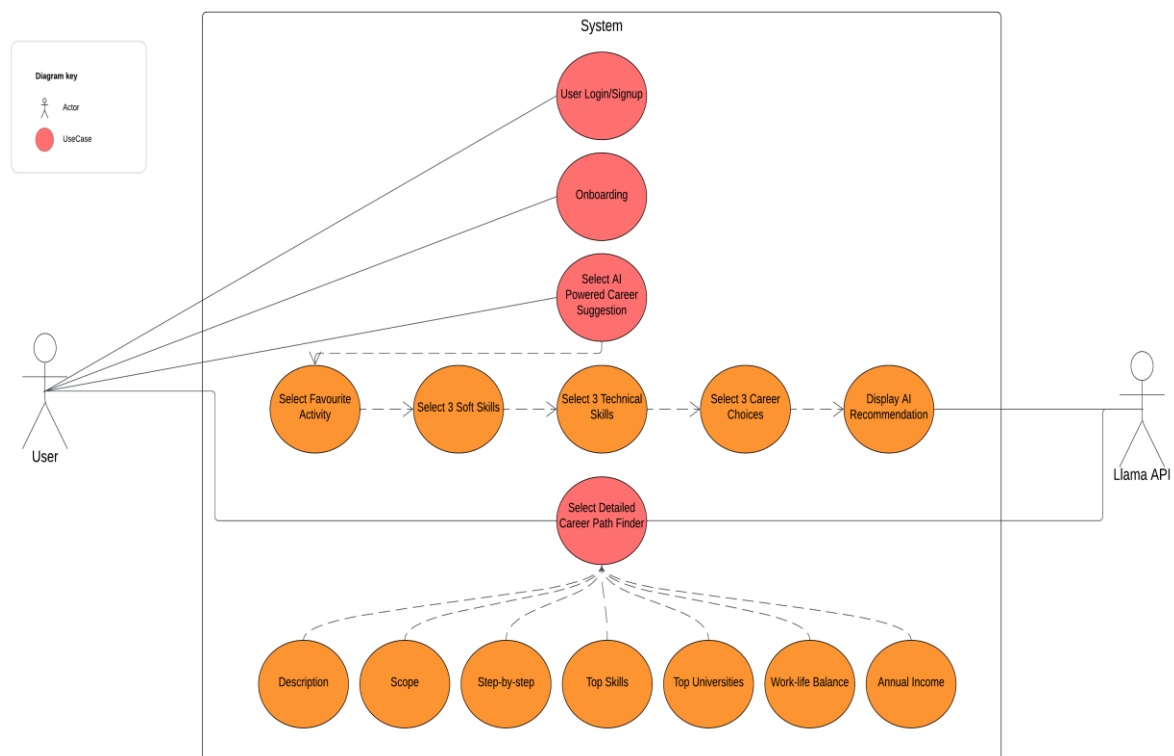 System
Diagram key
Actor
UseCase
User Login/Signup
Onboarding
Select AI
Powered Career
Suggestion
Select Favourite
Activity
Select 3 Soft Skills
Select 3 Technical
Skills
Select 3 Career
Choices
Display AI
Recommendation
User
Llama API
Select Detailed
Career Path Finder
Description
Scope
Step-by-step
Top Skills
Top Universities
Work-life Balance
Annual Income